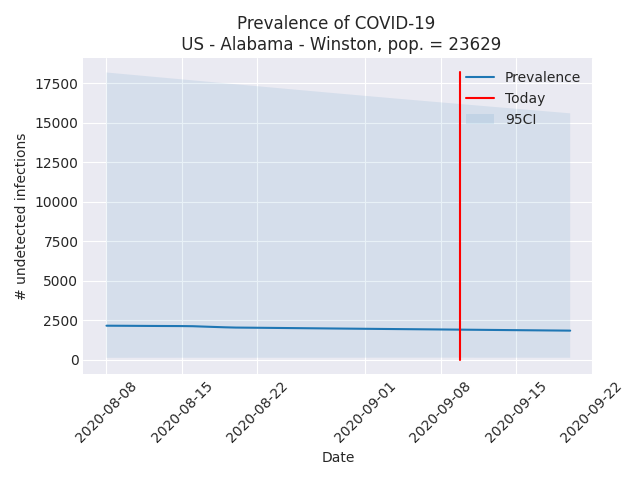 Prevalence of COVID-19
US - Alabama - Winston, pop. = 23629
17500
15000
12500
10000
7500
5000
2500
0
# undetected infections
Prevalence
Today
95CI
2020-08-08
2020-08-15
2020-08-22
2020-09-01
2020-09-08
2020-09-15
2020-09-22
Date